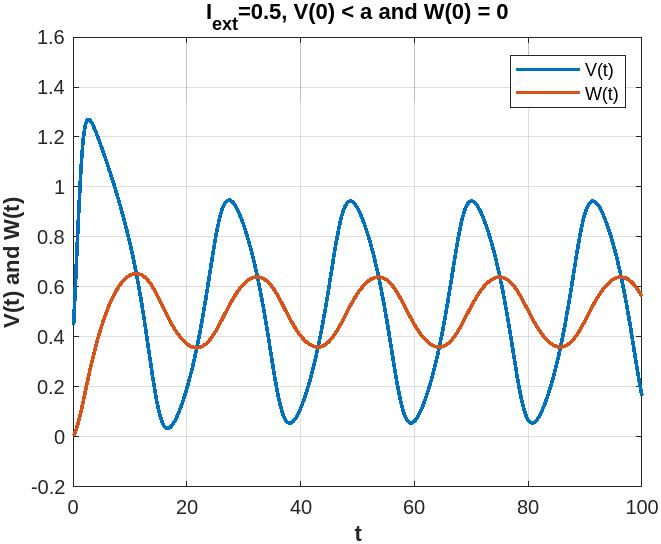 I_ext=0.5, V(0) < a and W(0) = 0
V(t)
W(t)
V(t) and W(t)
1.6
1.4
1.2
1
0.8
0.6
0.4
0.2
0
-0.2
0 20 40 60 80 100
t